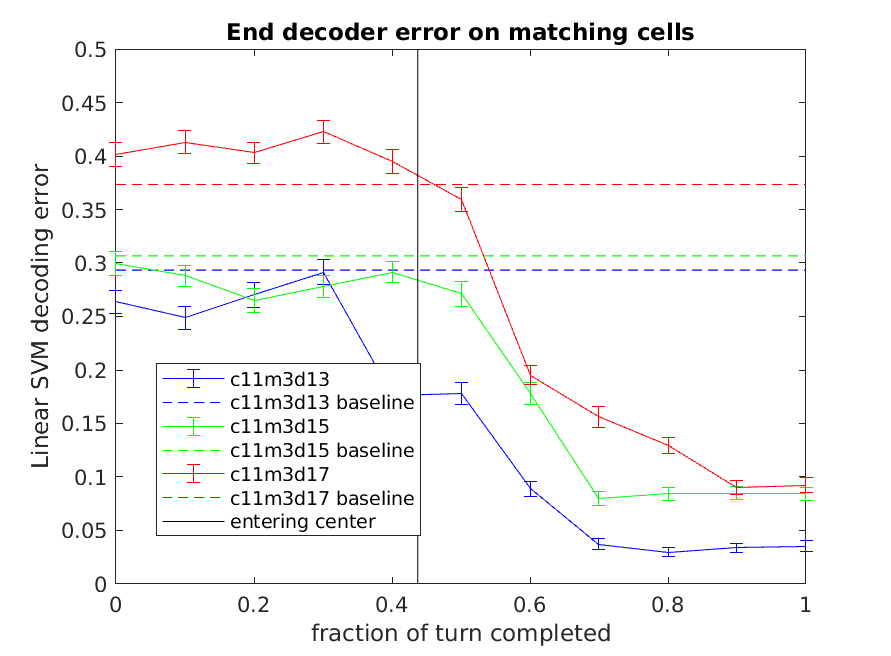 End decoder error on matching cells
Linear SVM decoding error
0.5
0.45
0.4
0.35
0.3
0.25
0.2
0.15
0.1
0.05
0
c11m3d13
c11m3d13 baseline
c11m3d15
c11m3d15 baseline
c11m3d17
c11m3d17 baseline
entering center
0 0.2 0.4 0.6 0.8 1
fraction of turn completed